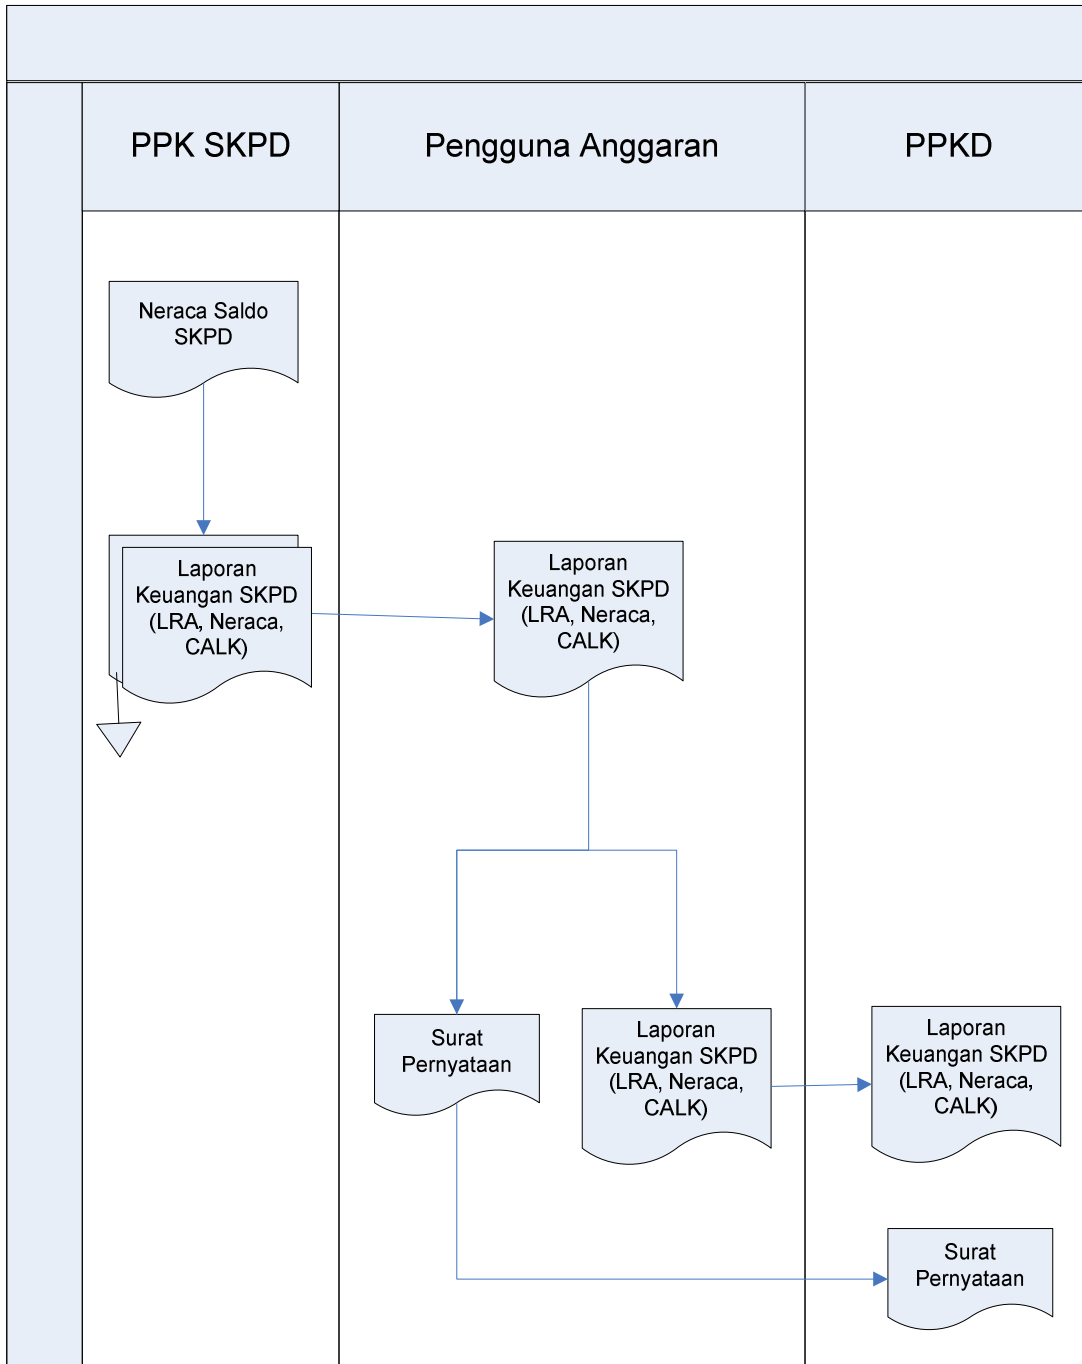 PPK SKPD
Pengguna Anggaran
PPKD
Neraca Saldo
SKPD
Laporan
Keuangan SKPD
(LRA, Neraca,
CALK)
Laporan
Keuangan SKPD
(LRA, Neraca,
CALK)
Surat
Pernyataan
Laporan
Keuangan SKPD
(LRA, Neraca,
CALK)
Laporan
Keuangan SKPD
(LRA, Neraca,
CALK)
Surat
Pernyataan